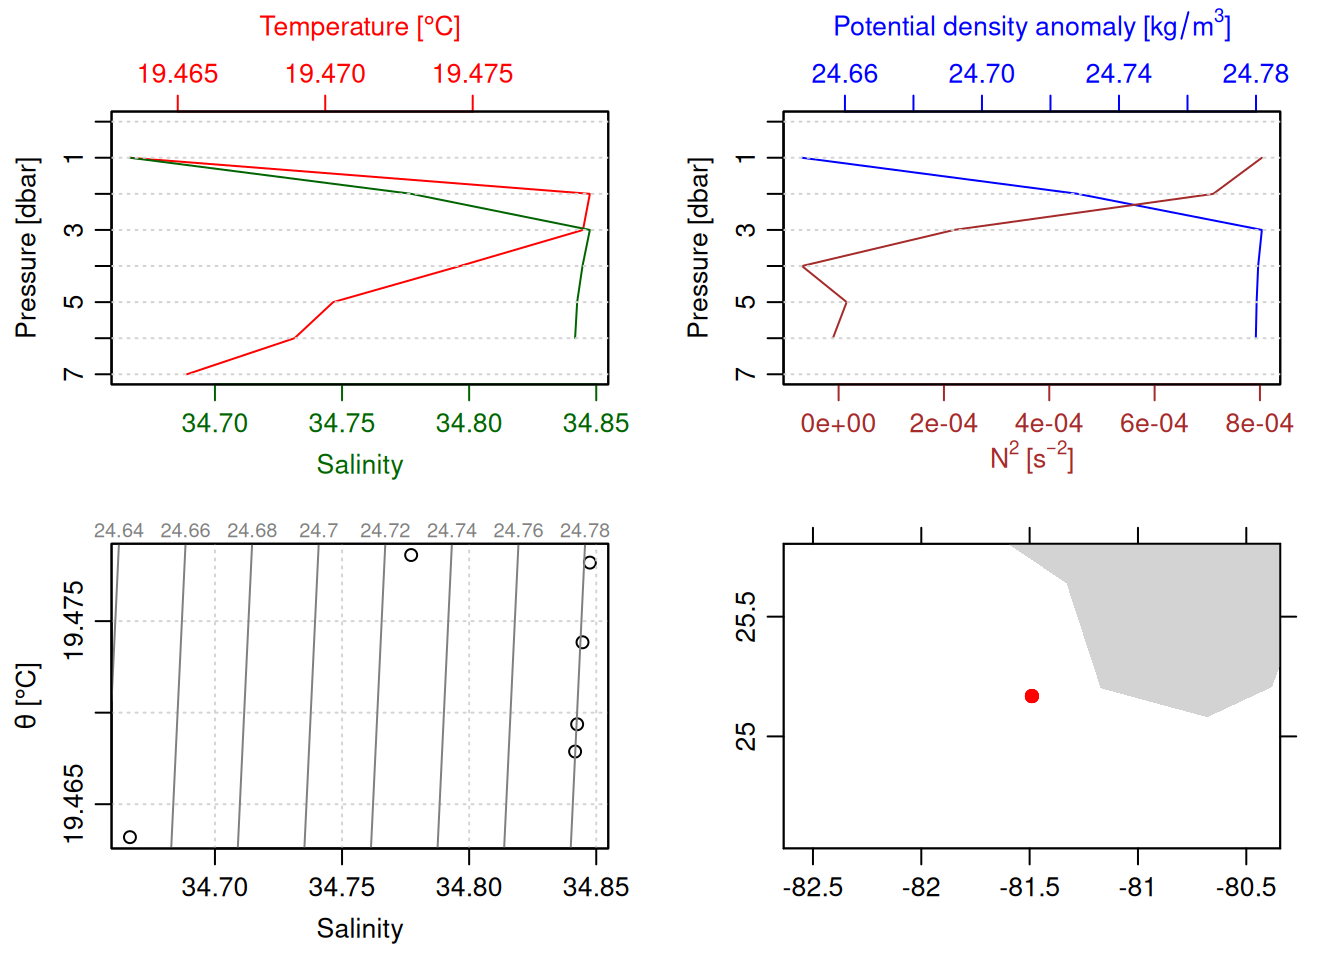 Temperature [°C]
19.465 19.470 19.475
Pressure [dbar]
1
3
5
7
34.70 34.75 34.80 34.85
Salinity
Potential density anomaly [kg/m³]
24.66 24.70 24.74 24.78
Pressure [dbar]
1
3
5
7
0e+00 2e-04 4e-04 6e-04 8e-04
N² [s⁻²]
24.64 24.66 24.68 24.7 24.72 24.74 24.76 24.78
θ [°C]
19.475
19.465
34.70 34.75 34.80 34.85
Salinity
25.5
25
-82.5 -82 -81.5 -81 -80.5